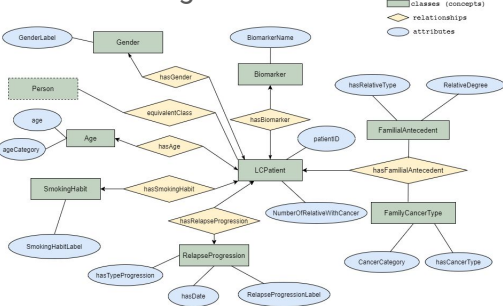 classes (concepts)
relationships
attributes
GenderLabel
Gender
BiomarkerName
Biomarker
hasGender
Person
equivalentClass
hasBiomarker
hasRelativeType
RelativeDegree
age
ageCategory
Age
hasAge
patientID
FamilialAntecedent
LCPatient
hasFamilialAntecedent
SmokingHabit
hasSmokingHabit
hasRelapseProgression
NumberOfRelativeWithCancer
FamilyCancerType
SmokingHabitLabel
RelapseProgression
CancerCategory
hasCancerType
hasTypeProgression
hasDate
RelapseProgressionLabel